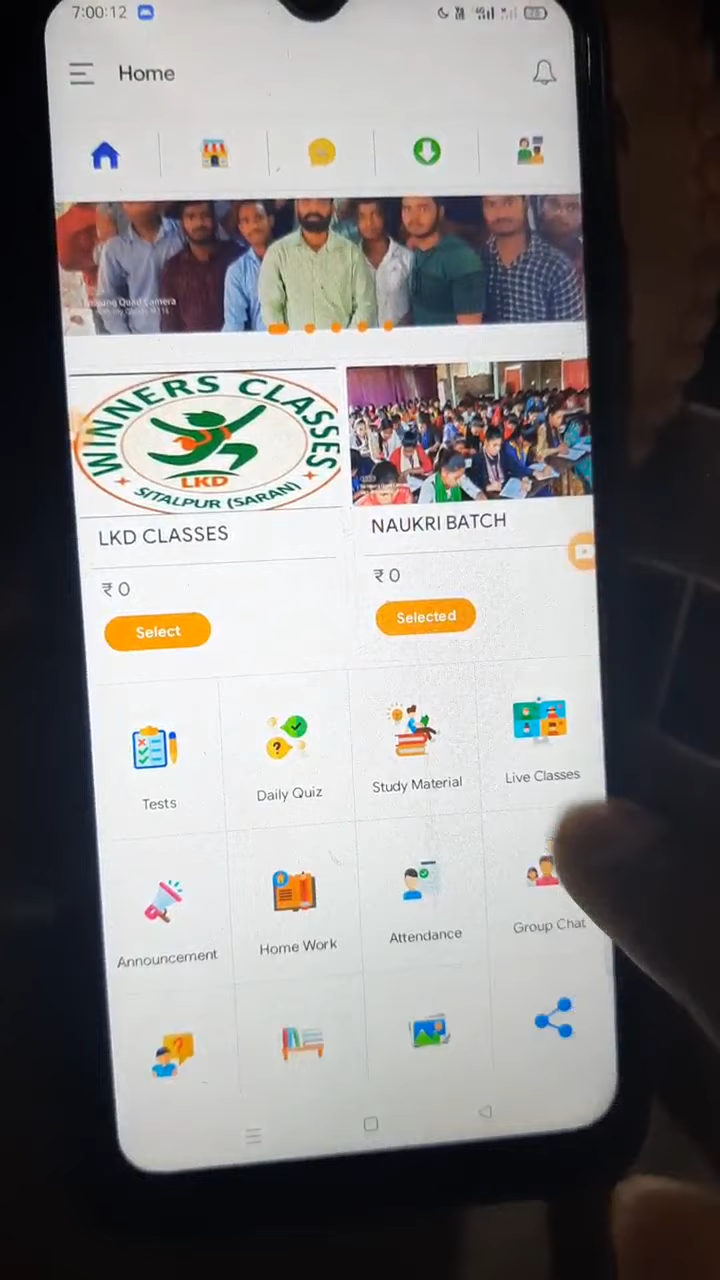 7:00:12
Home
WINNERS CLASSES
LKD
SITALPUR (SARAN)
LKD CLASSES
NAUKRI BATCH
₹ 0
₹ 0
Select
Selected
Tests
Daily Quiz
Study Material
Live Classes
Announcement
Home Work
Attendance
Group Chat